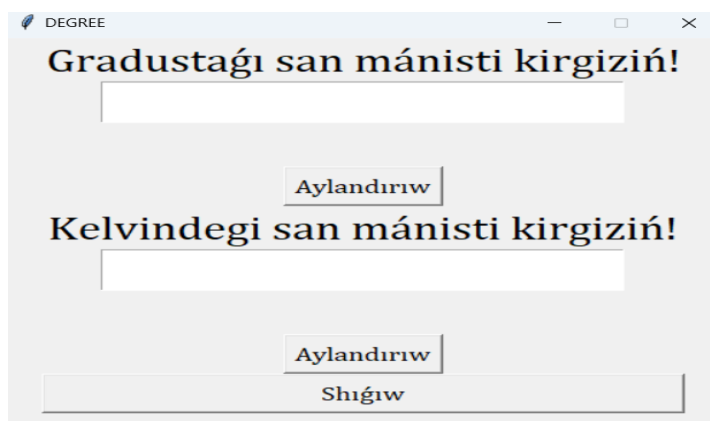 DEGREE
Gradustaǵı san mánisti kirgiziń!
Aylandırıw
Kelvindegi san mánisti kirgiziń!
Aylandırıw
Shıǵıw